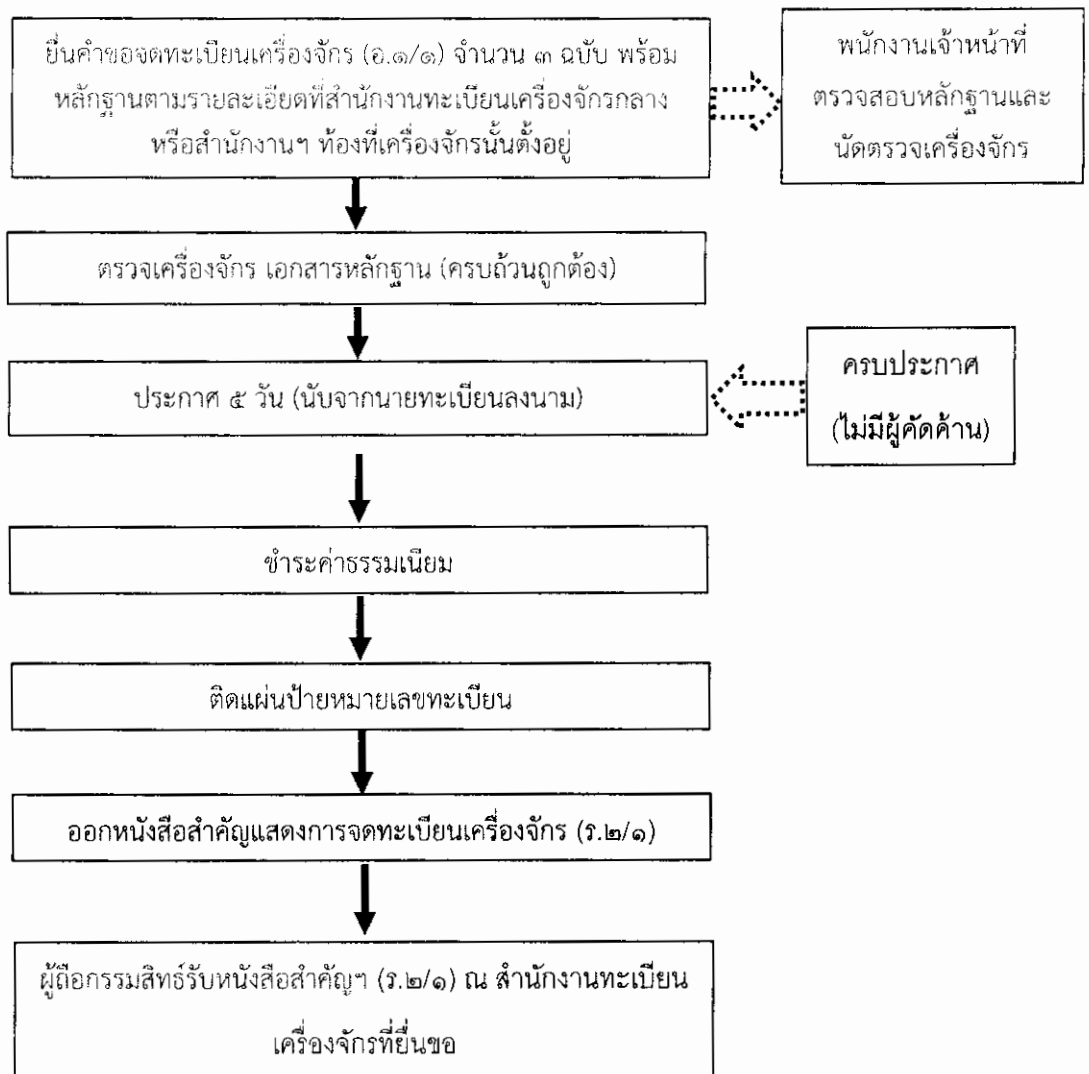 ยื่นคำขอจดทะเบียนเครื่องจักร (อ.๑/๑) จำนวน ๓ ฉบับ พร้อม
หลักฐานตามรายละเอียดที่สำนักงานทะเบียนเครื่องจักรกลาง
หรือสำนักงานฯ ท้องที่เครื่องจักรนั้นตั้งอยู่
พนักงานเจ้าหน้าที่
ตรวจสอบหลักฐานและ
นัดตรวจเครื่องจักร
ตรวจเครื่องจักร เอกสารหลักฐาน (ครบถ้วนถูกต้อง)
ประกาศ ๕ วัน (นับจากนายทะเบียนลงนาม)
ครบประกาศ
(ไม่มีผู้คัดค้าน)
ชำระค่าธรรมเนียม
ติดแผ่นป้ายหมายเลขทะเบียน
ออกหนังสือสำคัญแสดงการจดทะเบียนเครื่องจักร (ร.๒/๑)
ผู้ถือกรรมสิทธ์รับหนังสือสำคัญฯ (ร.๒/๑) ณ สำนักงานทะเบียน
เครื่องจักรที่ยื่นขอ